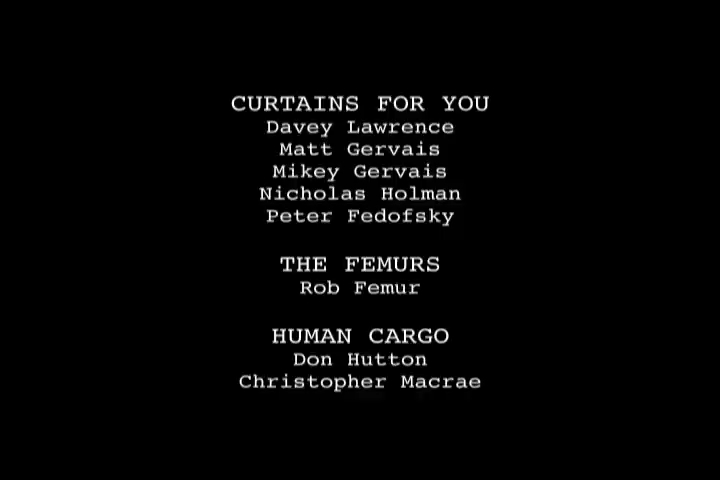 CURTAINS FOR YOU
Davey Lawrence
Matt Gervais
Mikey Gervais
Nicholas Holman
Peter Fedofsky
THE FEMURS
Rob Femur
HUMAN CARGO
Don Hutton
Christopher Macrae